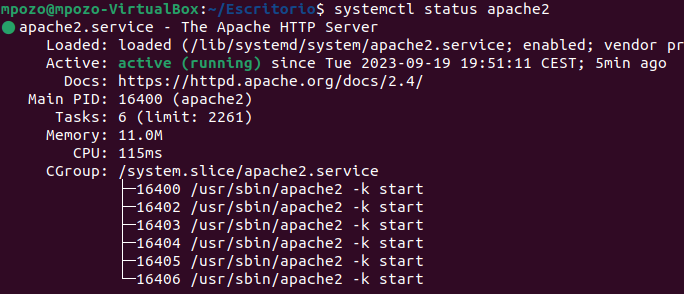 mpozo@mpozo-VirtualBox:~/Escritorio$ systemctl status apache2
● apache2.service - The Apache HTTP Server
     Loaded: loaded (/lib/systemd/system/apache2.service; enabled; vendor pr
     Active: active (running) since Tue 2023-09-19 19:51:11 CEST; 5min ago
       Docs: https://httpd.apache.org/docs/2.4/
   Main PID: 16400 (apache2)
      Tasks: 6 (limit: 2261)
     Memory: 11.0M
        CPU: 115ms
     CGroup: /system.slice/apache2.service
             ├─16400 /usr/sbin/apache2 -k start
             ├─16402 /usr/sbin/apache2 -k start
             ├─16403 /usr/sbin/apache2 -k start
             ├─16404 /usr/sbin/apache2 -k start
             ├─16405 /usr/sbin/apache2 -k start
             └─16406 /usr/sbin/apache2 -k start